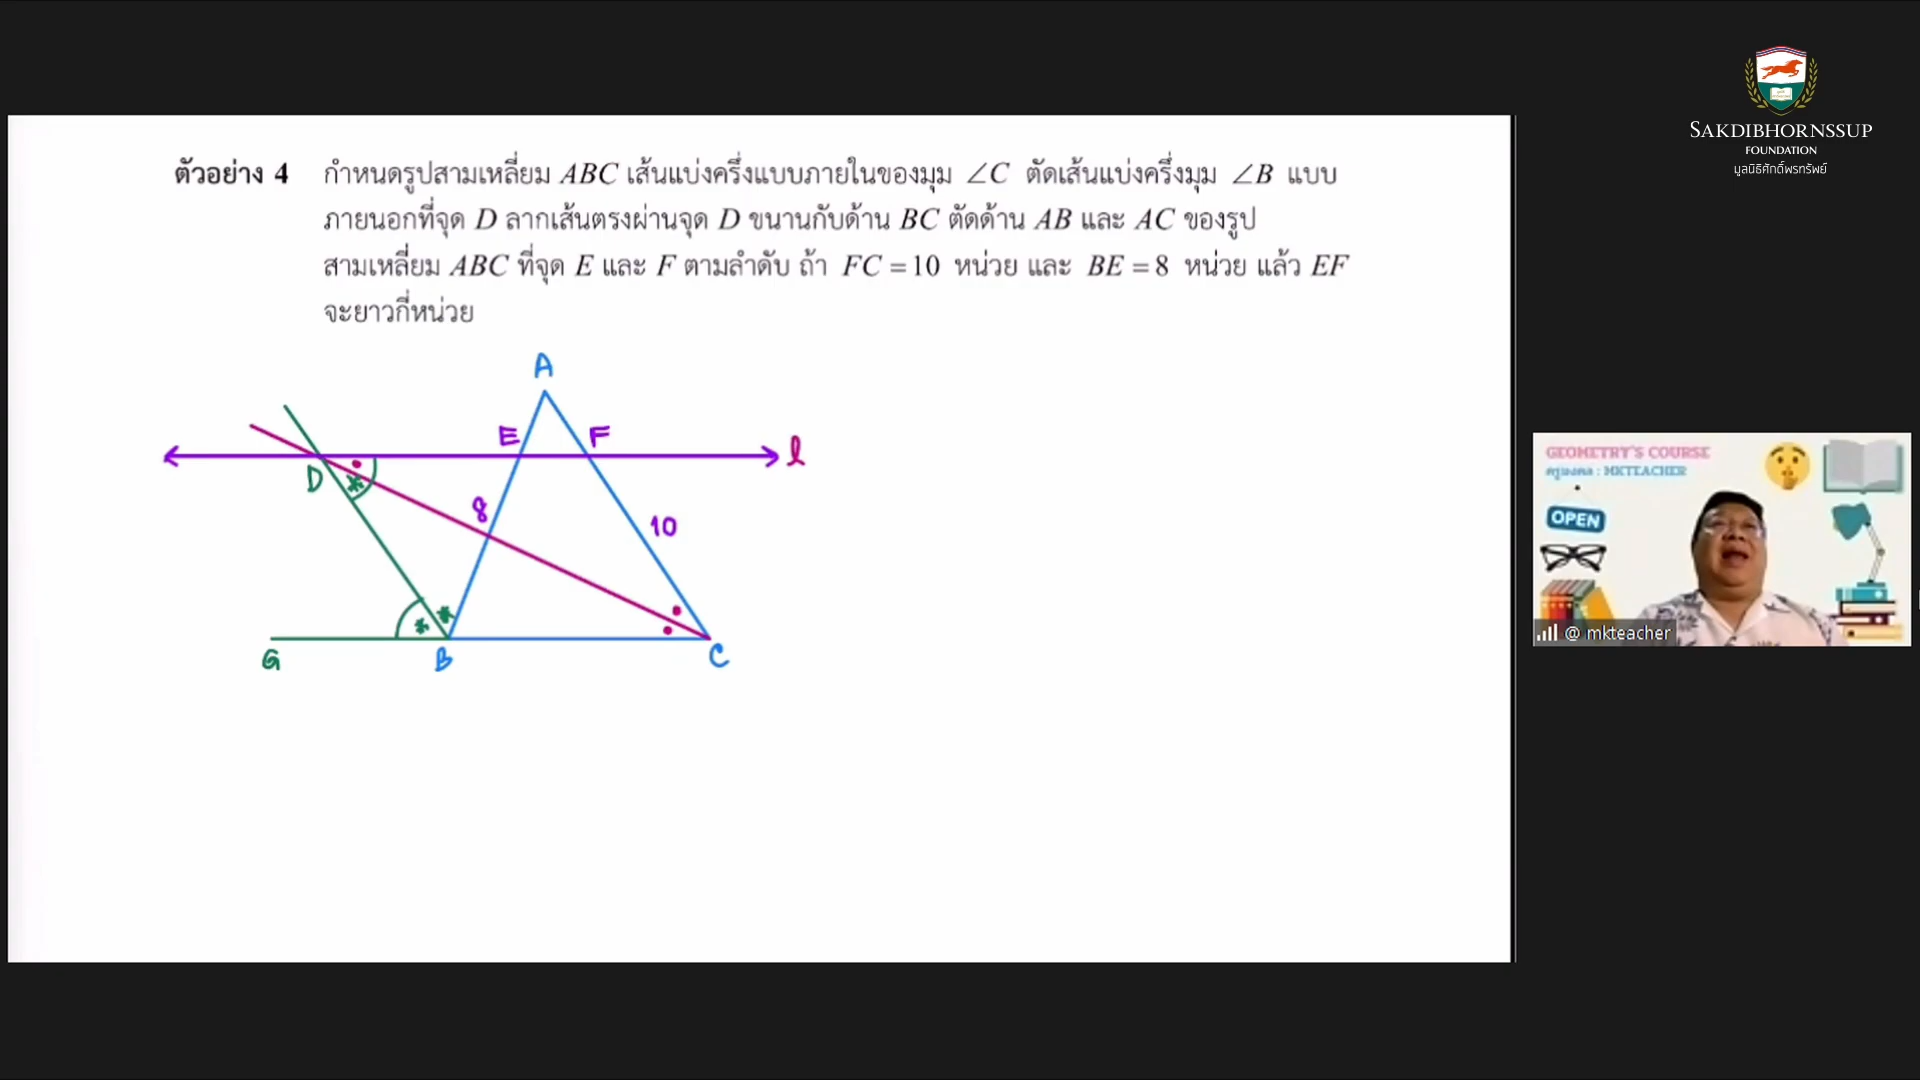 SAKDIBHORNSSUP
FOUNDATION
มูลนิธิศักดิ์พรทรัพย์
ตัวอย่าง 4 กำหนดรูปสามเหลี่ยม ABC เส้นแบ่งครึ่งแบบภายในของมุม ∠C ตัดเส้นแบ่งครึ่งมุม ∠B แบบ
ภายนอกที่จุด D ลากเส้นตรงผ่านจุด D ขนานกับด้าน BC ตัดด้าน AB และ AC ของรูป
สามเหลี่ยม ABC ที่จุด E และ F ตามลำดับ ถ้า FC = 10 หน่วย และ BE = 8 หน่วย แล้ว EF
จะยาวกี่หน่วย
A
E F l
D
8 10
G B C
GEOMETRY'S COURSE
ครูมงคล : MKTEACHER
OPEN
@ mkteacher